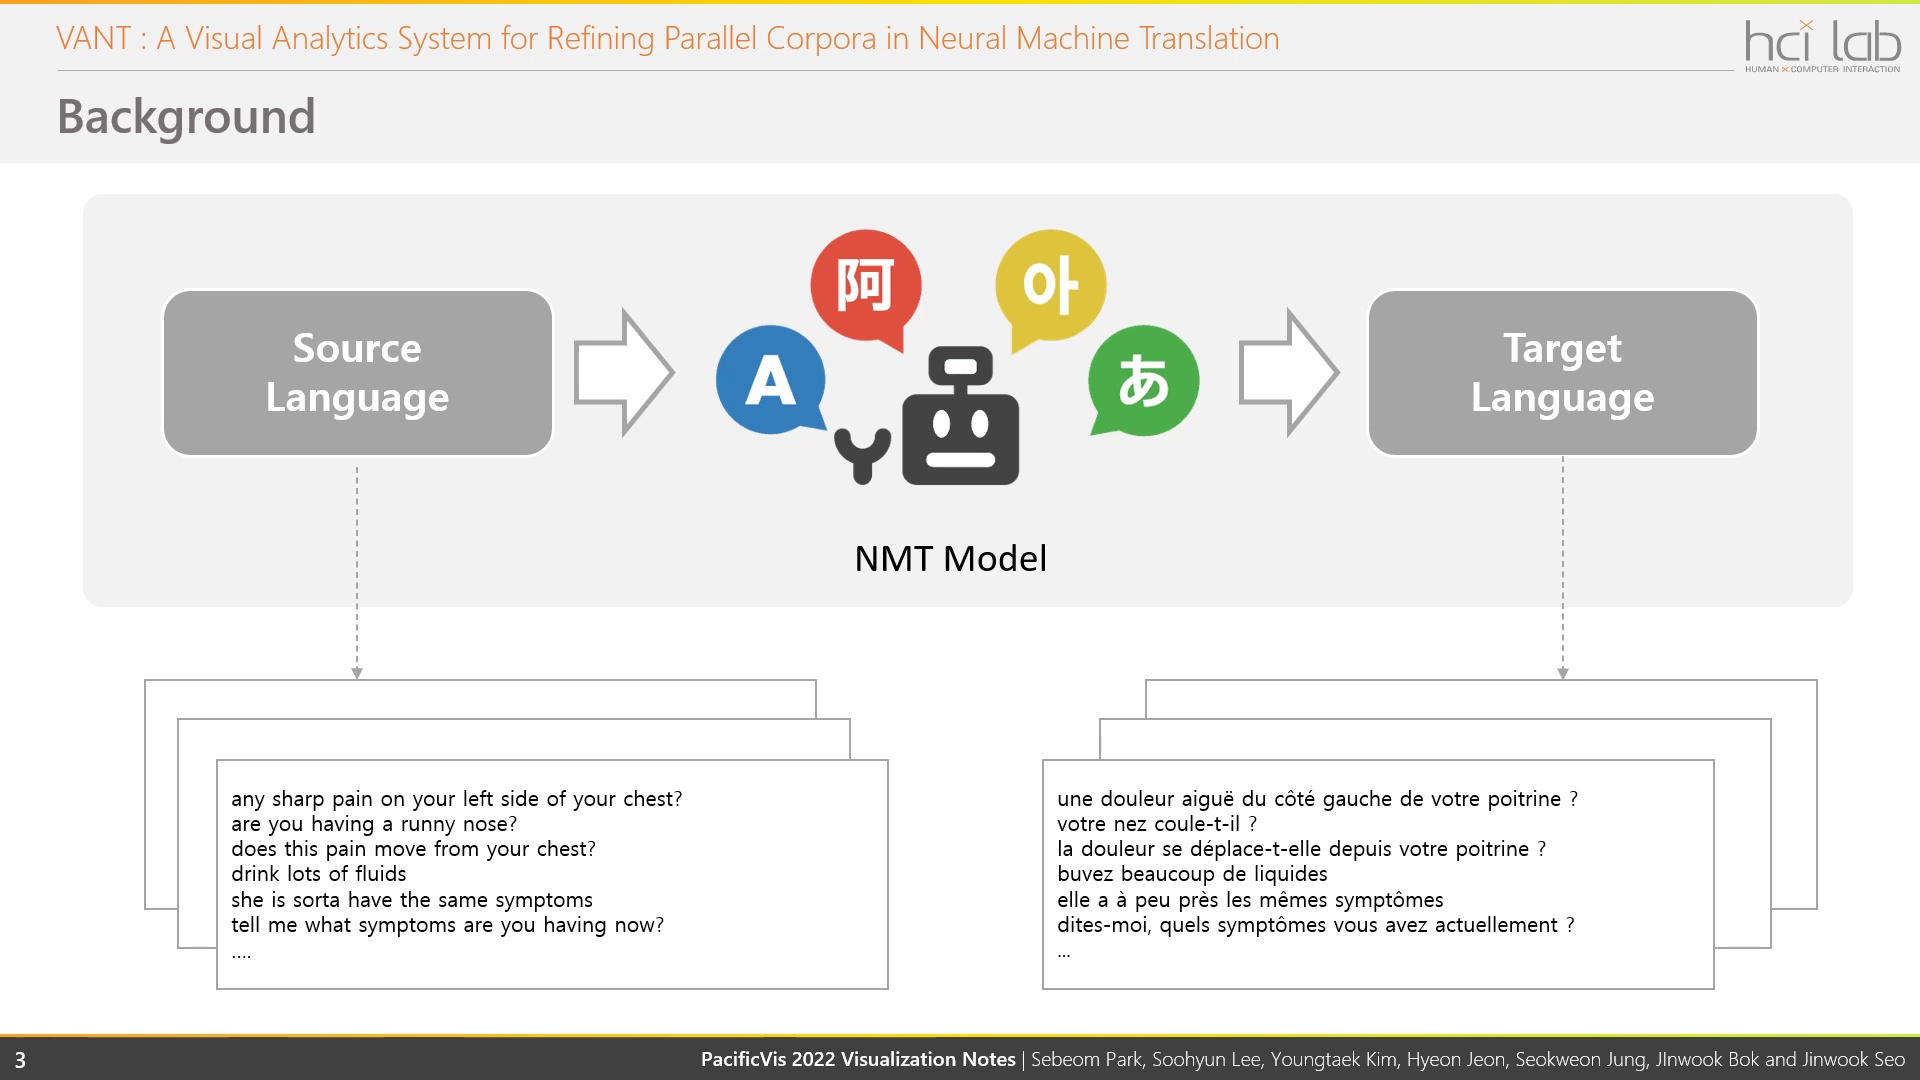 VANT : A Visual Analytics System for Refining Parallel Corpora in Neural Machine Translation
hci lab
HUMAN × COMPUTER INTERACTION
Background
Source
Language
A
阿
아
あ
Target
Language
NMT Model
any sharp pain on your left side of your chest?
are you having a runny nose?
does this pain move from your chest?
drink lots of fluids
she is sorta have the same symptoms
tell me what symptoms are you having now?
....
une douleur aiguë du côté gauche de votre poitrine ?
votre nez coule-t-il ?
la douleur se déplace-t-elle depuis votre poitrine ?
buvez beaucoup de liquides
elle a à peu près les mêmes symptômes
dites-moi, quels symptômes vous avez actuellement ?
...
3
PacificVis 2022 Visualization Notes | Sebeom Park, Soohyun Lee, Youngtaek Kim, Hyeon Jeon, Seokweon Jung, JInwook Bok and Jinwook Seo